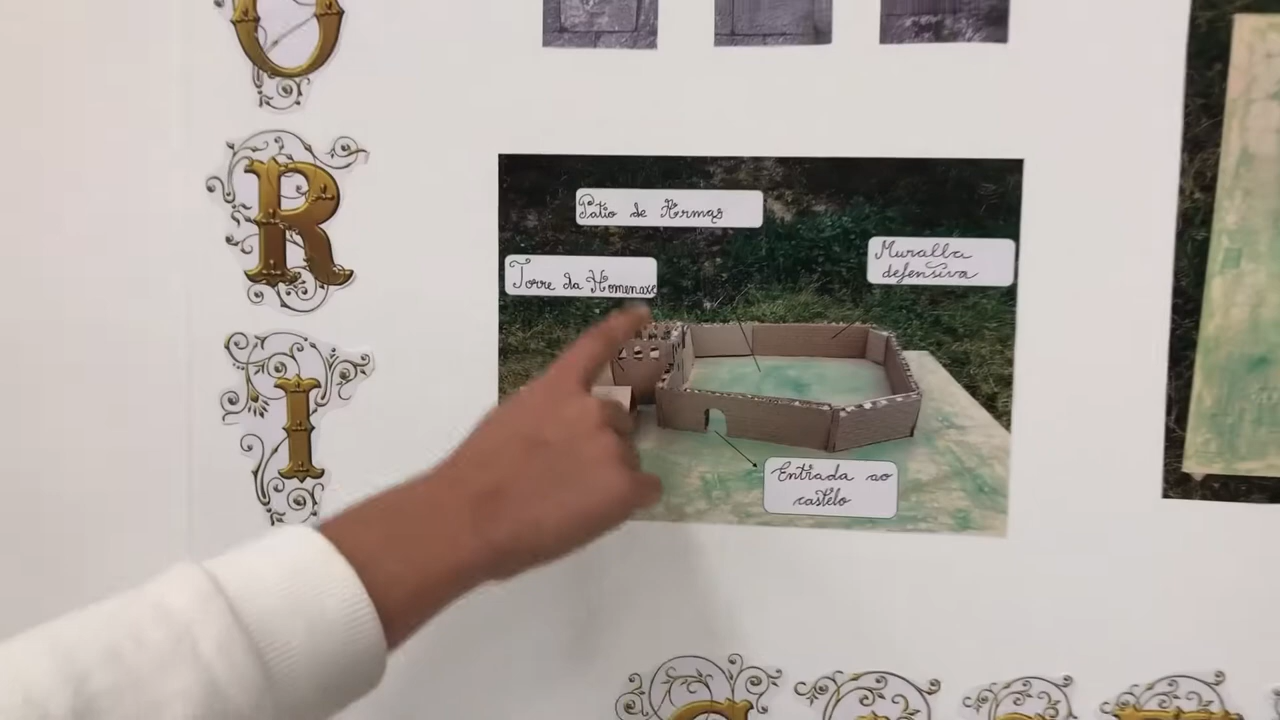 O
R
I
Patio de Armas
Torre da Homenaxe
Muralla
defensiva
Entrada ao
castelo